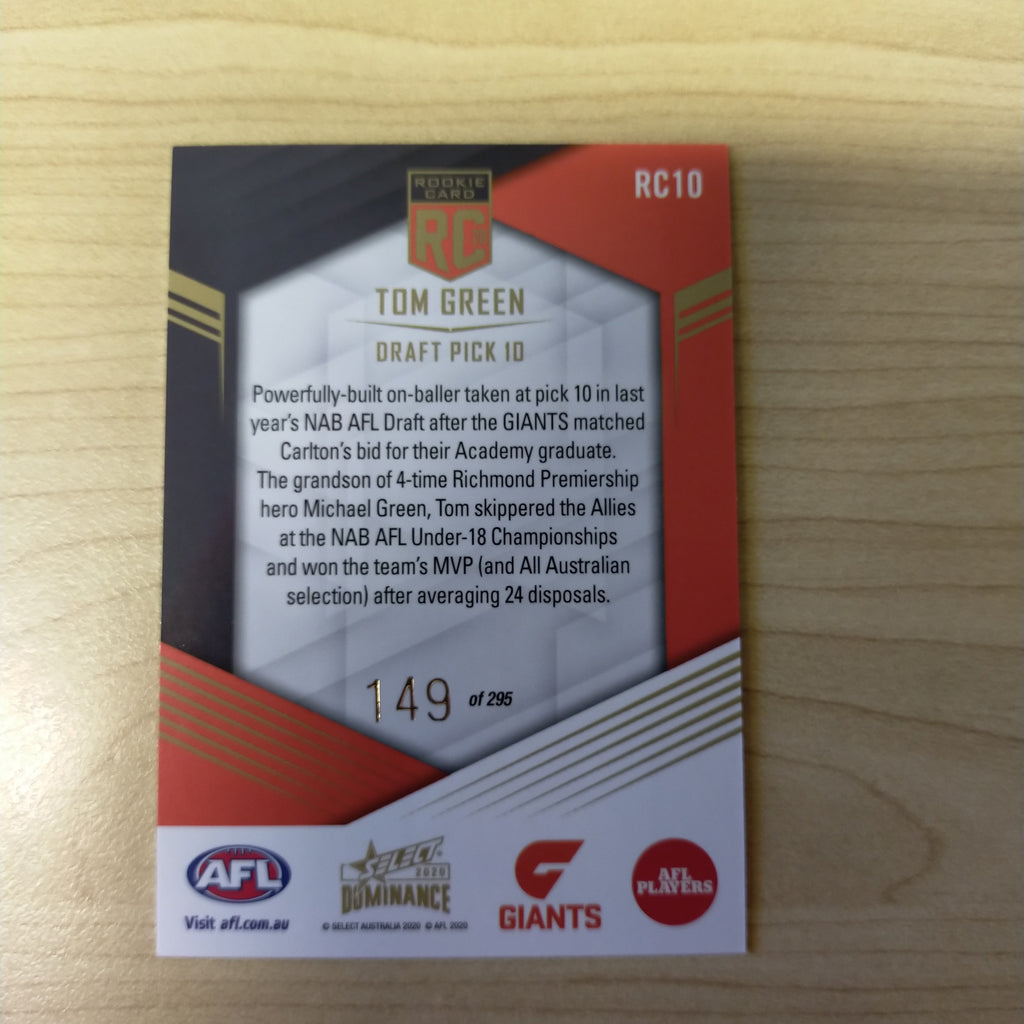 ROOKIE
CARD
RC
RC10
TOM GREEN
DRAFT PICK 10
Powerfully-built on-baller taken at pick 10 in last
year's NAB AFL Draft after the GIANTS matched
Carlton's bid for their Academy graduate.
The grandson of 4-time Richmond Premiership
hero Michael Green, Tom skippered the Allies
at the NAB AFL Under-18 Championships
and won the team's MVP (and All Australian
selection) after averaging 24 disposals.
149 of 295
AFL
Visit afl.com.au
SELECT
2020
DOMINANCE
© SELECT AUSTRALIA 2020 © AFL 2020
GIANTS
AFL
PLAYERS